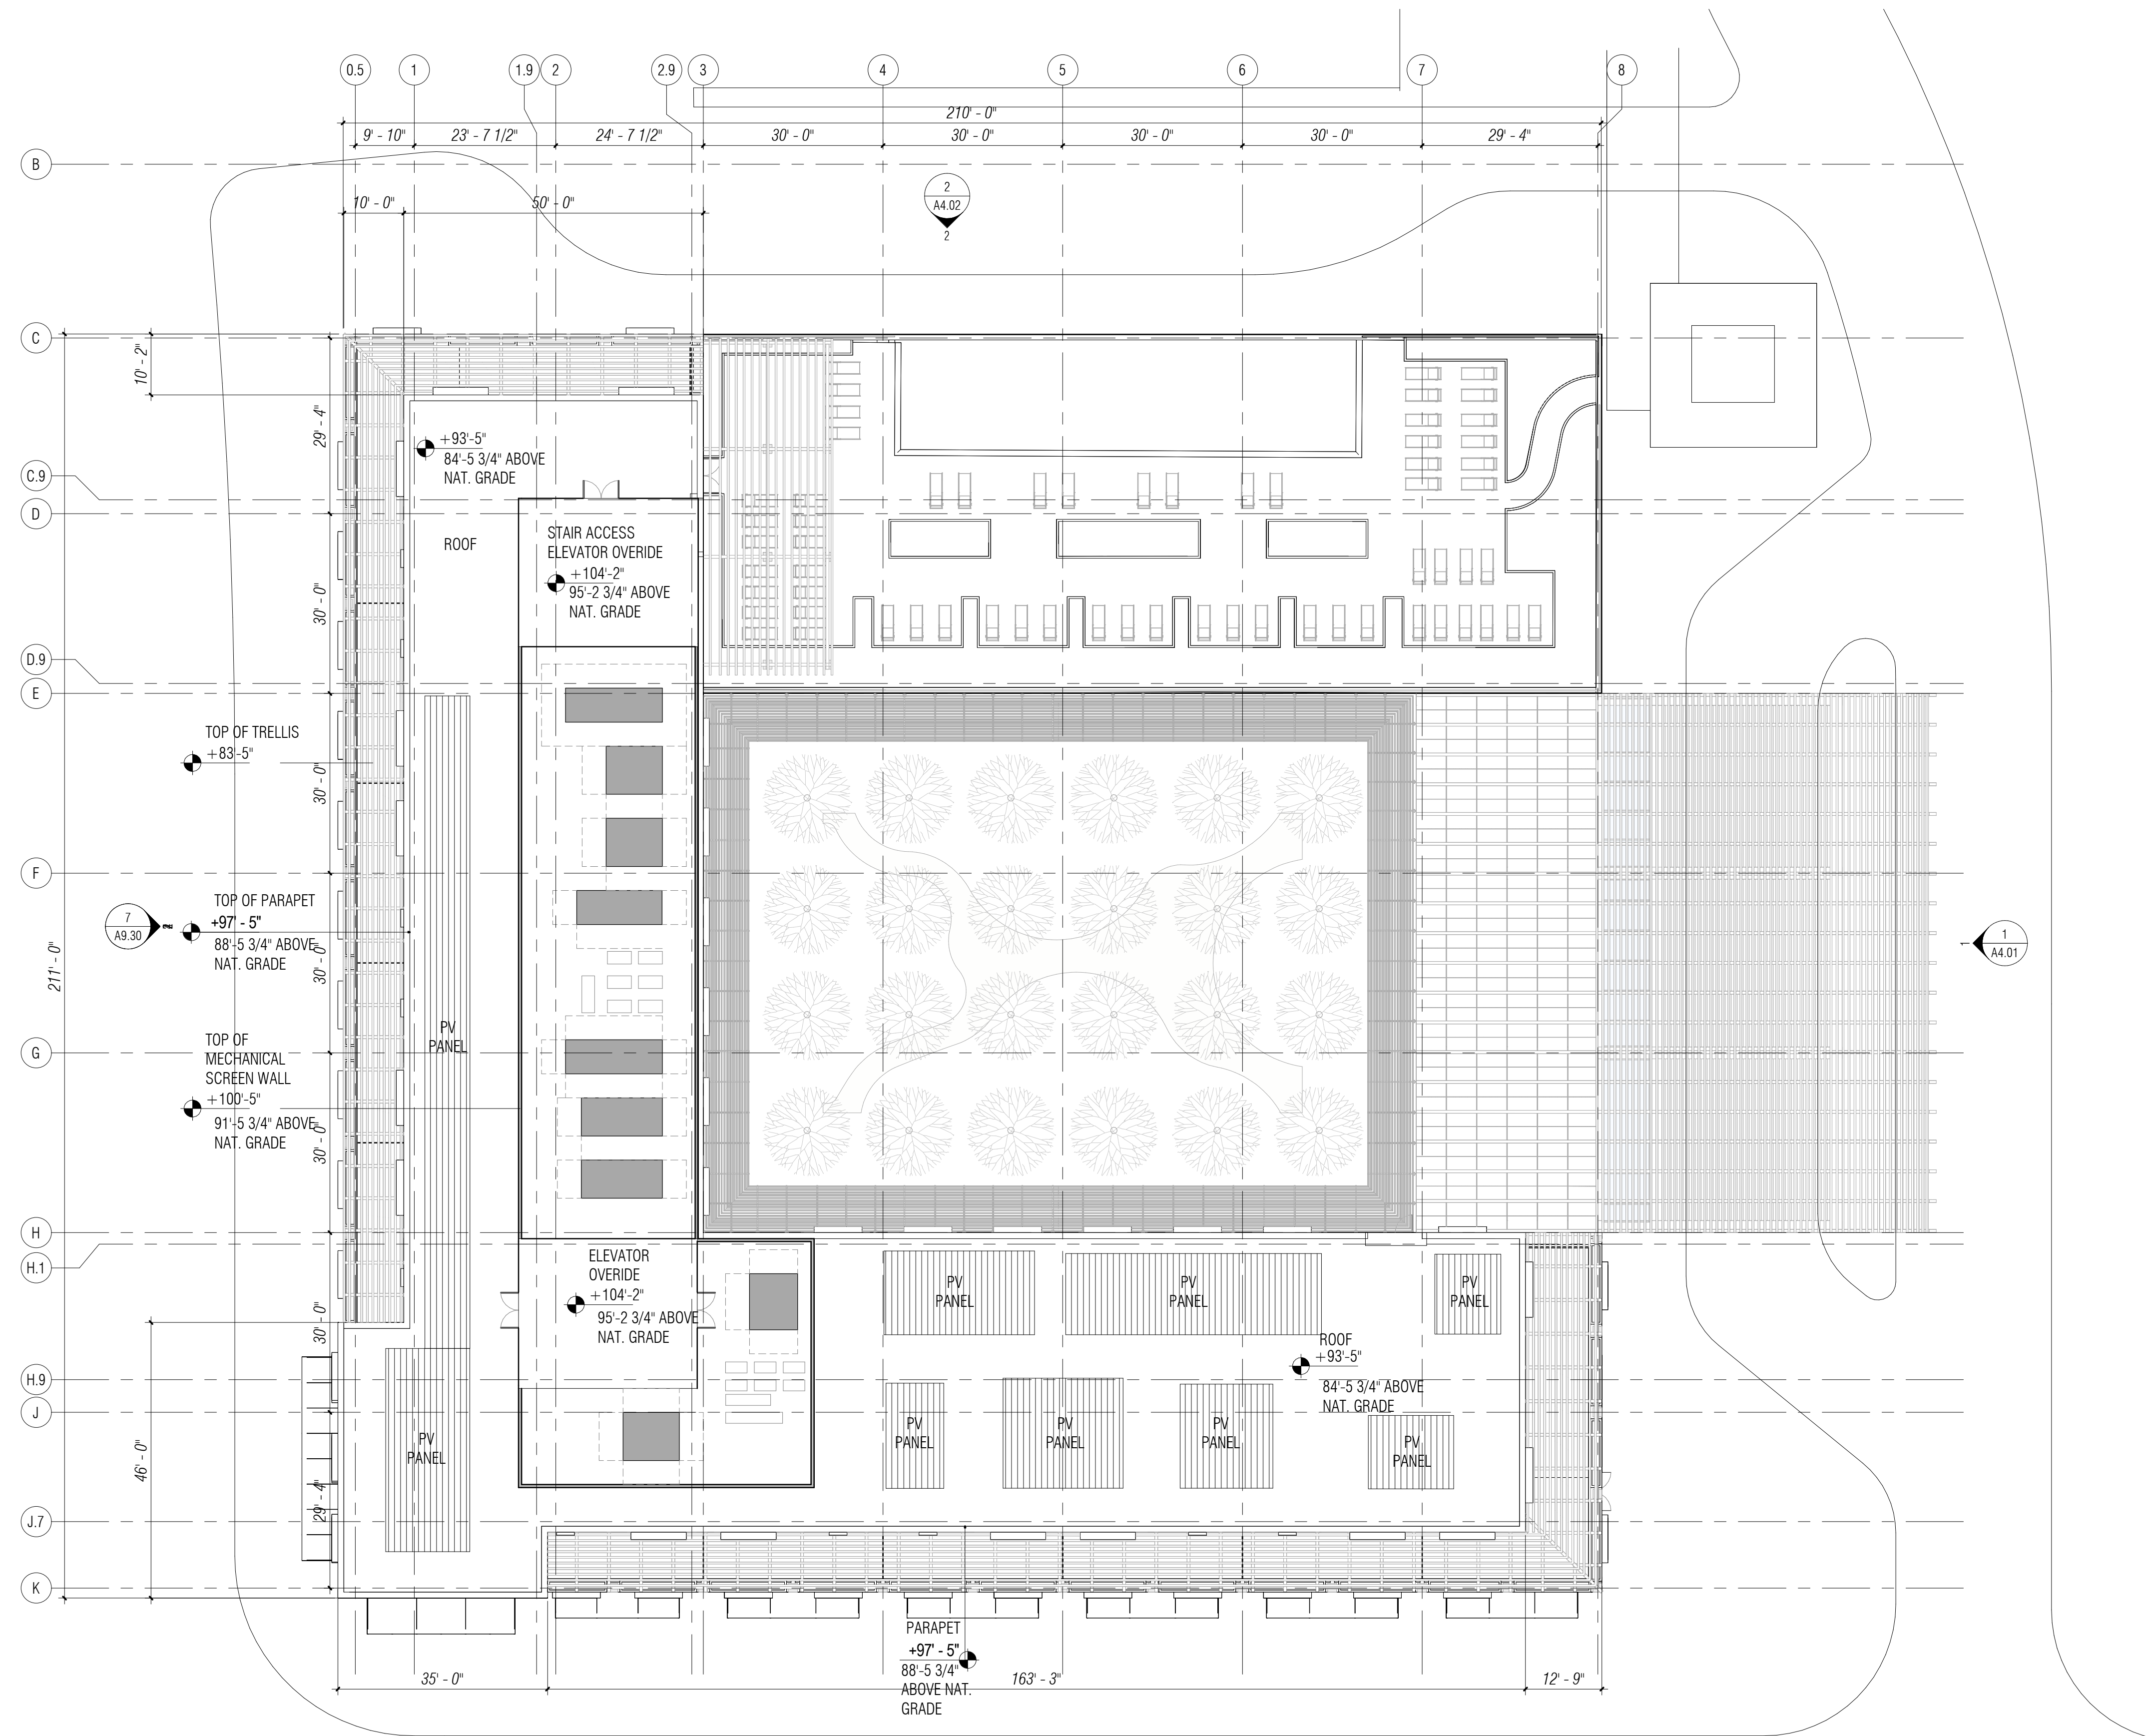 0.5 1 1.9 2 2.9 3 4 5 6 7 8
210' - 0"
9' - 10" 23' - 7 1/2" 24' - 7 1/2" 30' - 0" 30' - 0" 30' - 0" 30' - 0" 29' - 4"
B
2
A4.02
2
10' - 0" 50' - 0"
C
10' - 2"
29' - 4"
+93'-5"
84'-5 3/4" ABOVE
NAT. GRADE
C.9
D
ROOF
STAIR ACCESS
ELEVATOR OVERIDE
+104'-2"
95'-2 3/4" ABOVE
NAT. GRADE
30' - 0"
D.9
E
TOP OF TRELLIS
+83'-5"
30' - 0"
F
TOP OF PARAPET
+97' - 5"
88'-5 3/4" ABOVE
NAT. GRADE
7
A9.30
30' - 0"
211' - 0"
1
A4.01
1
PV
PANEL
G
TOP OF
MECHANICAL
SCREEN WALL
+100'-5"
91'-5 3/4" ABOVE
NAT. GRADE
30' - 0"
H
H.1
ELEVATOR
OVERIDE
+104'-2"
95'-2 3/4" ABOVE
NAT. GRADE
PV
PANEL
PV
PANEL
PV
PANEL
30' - 0"
ROOF
+93'-5"
84'-5 3/4" ABOVE
NAT. GRADE
H.9
J
PV
PANEL
PV
PANEL
PV
PANEL
PV
PANEL
PV
PANEL
46' - 0"
29' - 4"
J.7
K
PARAPET
+97' - 5"
88'-5 3/4"
ABOVE NAT.
GRADE
35' - 0" 163' - 3" 12' - 9"